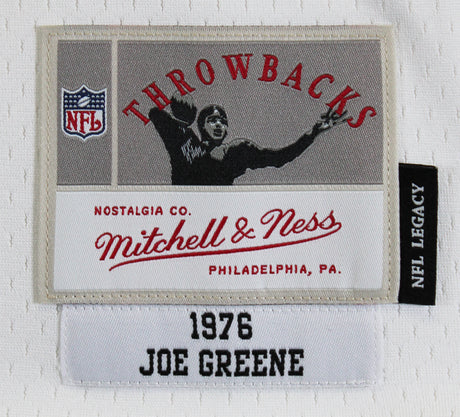 THROWBACKS
NFL
NOSTALGIA CO.
Mitchell & Ness
PHILADELPHIA, PA.
NFL LEGACY
1976
JOE GREENE